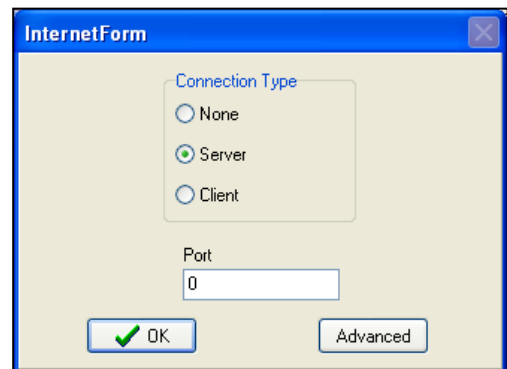 InternetForm
Connection Type
None
Server
Client
Port
0
OK
Advanced